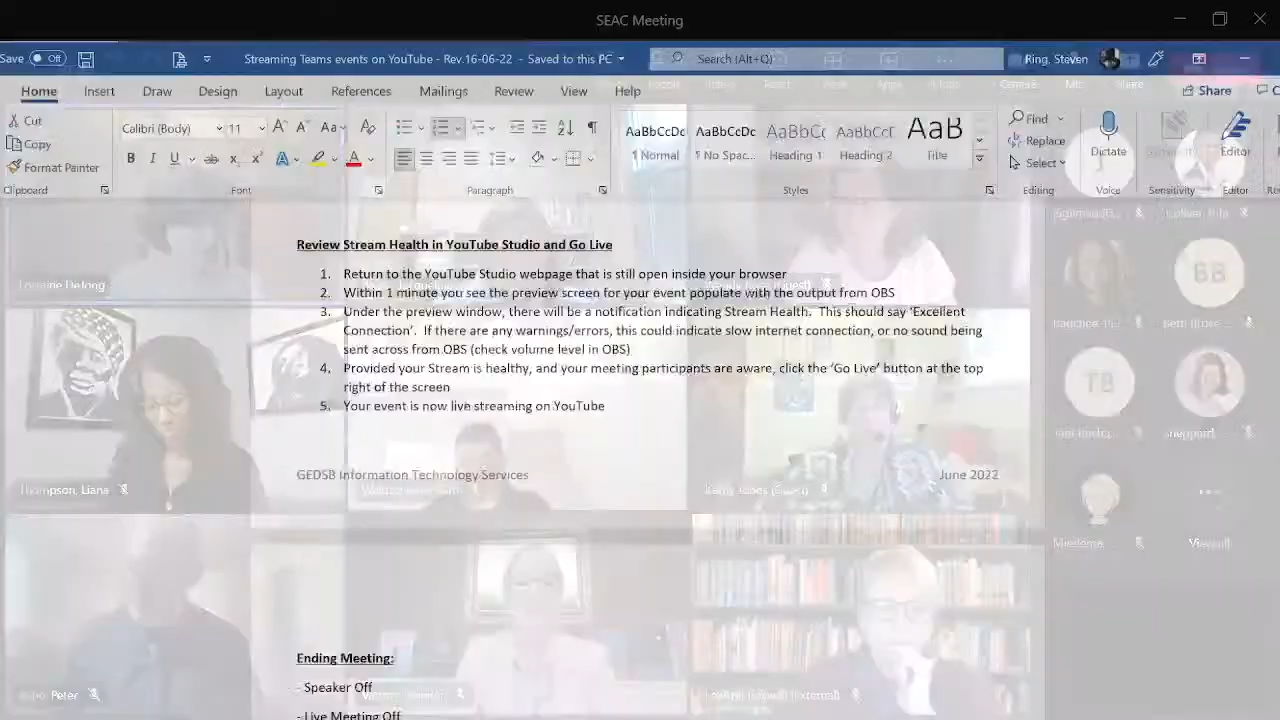 SEAC Meeting
Save Off Streaming Teams events on YouTube - Rev.16-06-22 - Saved to this PC Search (Alt+Q) Ring, Steven
Home Insert Draw Design Layout References Mailings Review View Help Share
Cut
Copy
Format Painter
Clipboard
Calibri (Body) 11
Font
Paragraph
AaBbCcDc AaBbCcDc AaBbCc AaBbCcC AaB
¶ Normal ¶ No Spac... Heading 1 Heading 2 Title
Styles
Find
Replace
Select
Editing
Dictate
Voice
Sensitivity
Editor
Editor
Review Stream Health in YouTube Studio and Go Live
1. Return to the YouTube Studio webpage that is still open inside your browser
2. Within 1 minute you see the preview screen for your event populate with the output from OBS
3. Under the preview window, there will be a notification indicating Stream Health. This should say 'Excellent
Connection'. If there are any warnings/errors, this could indicate slow internet connection, or no sound being
sent across from OBS (check volume level in OBS)
4. Provided your Stream is healthy, and your meeting participants are aware, click the 'Go Live' button at the top
right of the screen
5. Your event is now live streaming on YouTube
GEDSB Information Technology Services June 2022
Ending Meeting:
- Speaker Off
- Live Meeting Off
Lorraine DeJong
BB
TB
Thompson, Liana
Peter